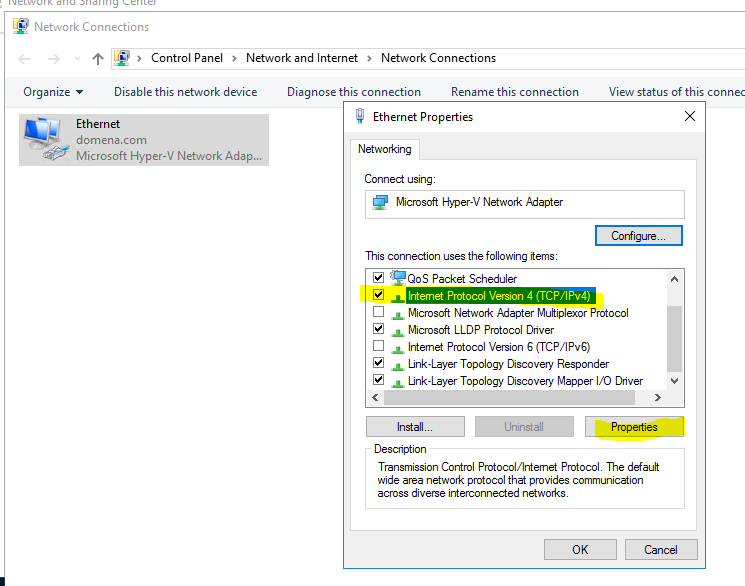 Network and Sharing Center
Network Connections
Control Panel > Network and Internet > Network Connections
Organize Disable this network device Diagnose this connection Rename this connection View status of this connec
Ethernet
domena.com
Microsoft Hyper-V Network Adap...
Ethernet Properties
Networking
Connect using:
Microsoft Hyper-V Network Adapter
Configure...
This connection uses the following items:
QoS Packet Scheduler
Internet Protocol Version 4 (TCP/IPv4)
Microsoft Network Adapter Multiplexor Protocol
Microsoft LLDP Protocol Driver
Internet Protocol Version 6 (TCP/IPv6)
Link-Layer Topology Discovery Responder
Link-Layer Topology Discovery Mapper I/O Driver
Install... Uninstall Properties
Description
Transmission Control Protocol/Internet Protocol. The default
wide area network protocol that provides communication
across diverse interconnected networks.
OK Cancel